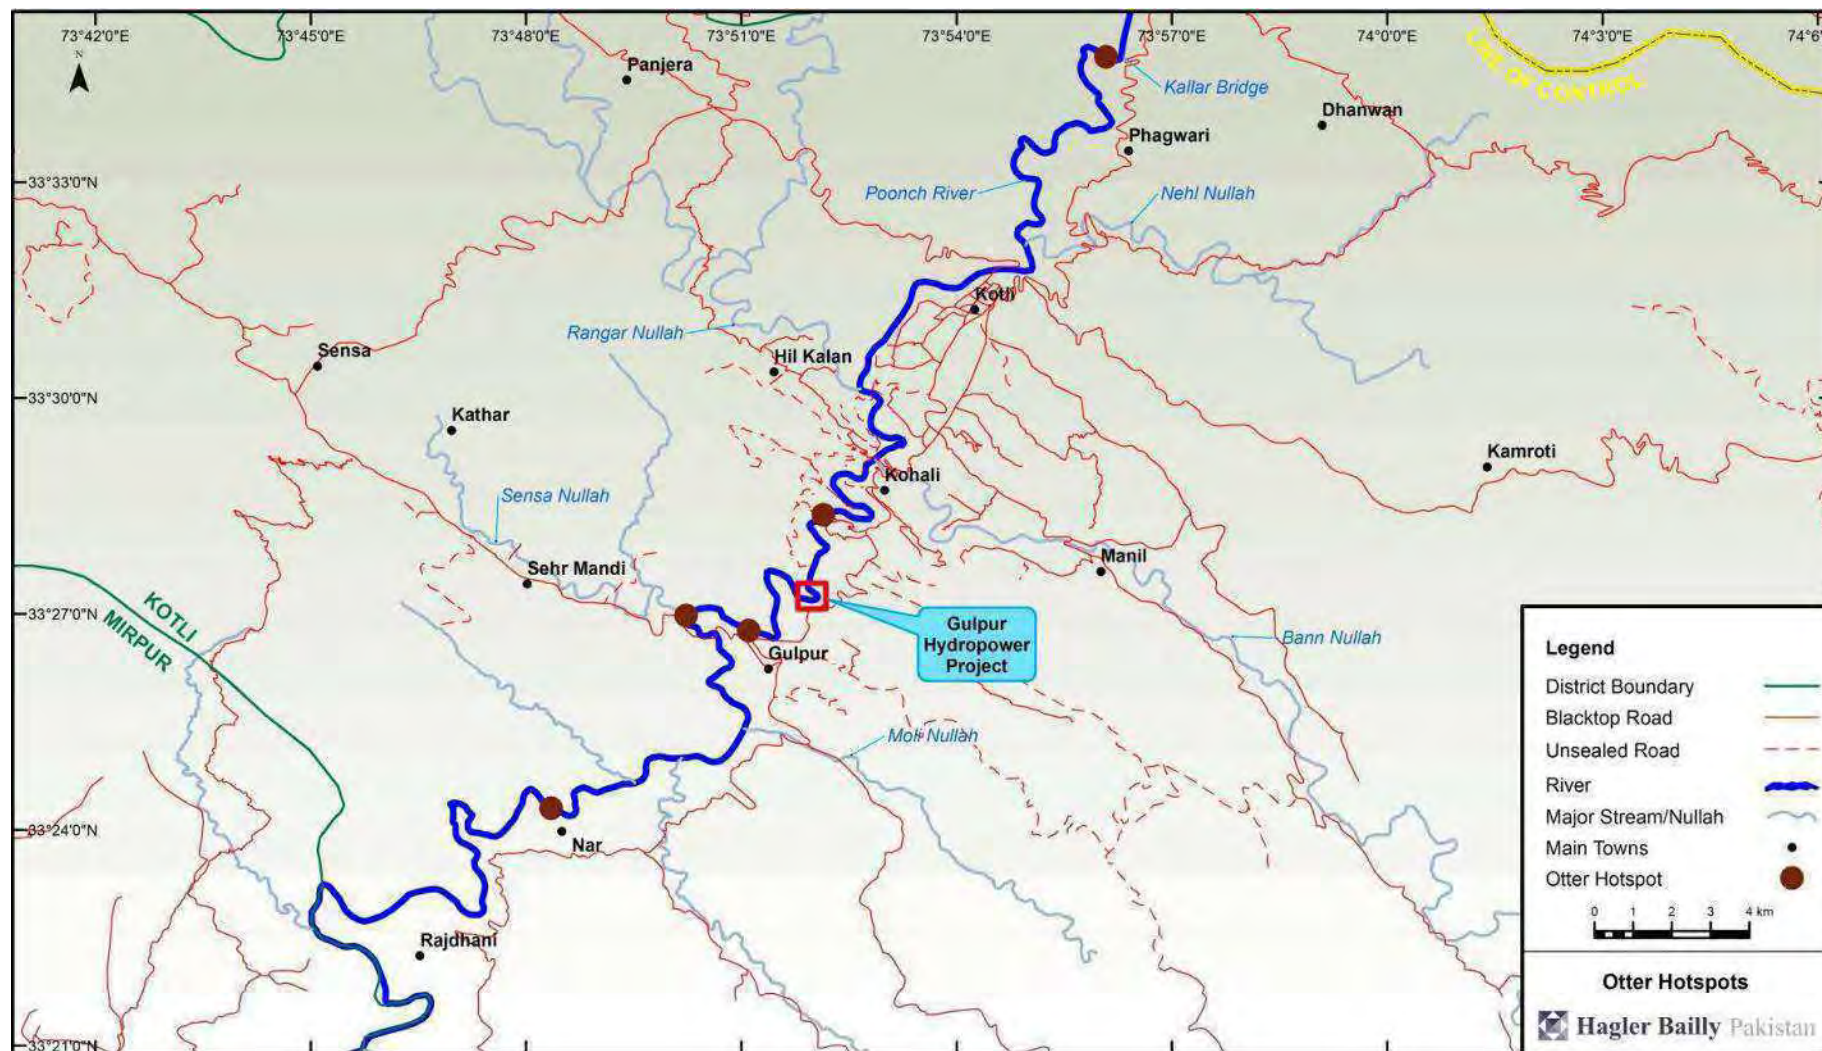 73°42'0"E
73°45'0"E
73°48'0"E
73°51'0"E
73°54'0"E
73°57'0"E
74°0'0"E
74°3'0"E
74°6'
N
LINE OF CONTROL
Panjera
Kallar Bridge
Dhanwan
Phagwari
33°33'0"N
Poonch River
Nehl Nullah
Kotli
Rangar Nullah
Sensa
Hil Kalan
33°30'0"N
Kathar
Kamroti
Kohali
Sensa Nullah
Manil
Sehr Mandi
KOTLI
MIRPUR
33°27'0"N
Gulpur
Hydropower
Project
Bann Nullah
Gulpur
Moli Nullah
33°24'0"N
Nar
Rajdhani
33°21'0"N
Legend
District Boundary
Blacktop Road
Unsealed Road
River
Major Stream/Nullah
Main Towns
Otter Hotspot
0 1 2 3 4 km
Otter Hotspots
Hagler Bailly Pakistan